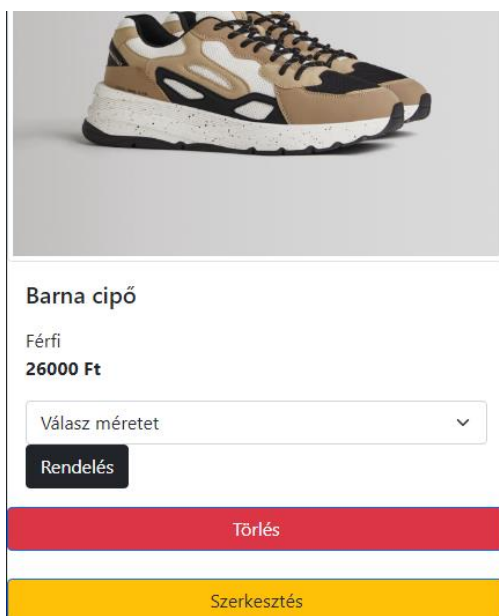 Barna cipő
Férfi
26000 Ft
Válasz méretet
Rendelés
Törlés
Szerkesztés